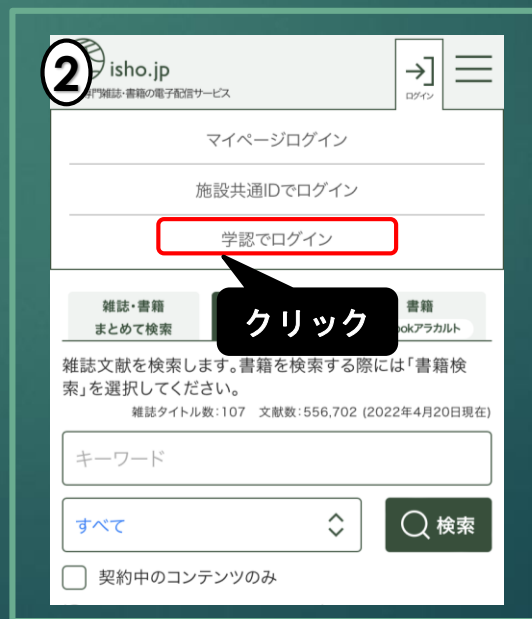 2
isho.jp
専門雑誌・書籍の電子配信サービス
ログイン
マイページログイン
施設共通IDでログイン
学認でログイン
クリック
雑誌・書籍
まとめて検索
書籍
ookアラカルト
雑誌文献を検索します。書籍を検索する際には「書籍検
索」を選択してください。
雑誌タイトル数:107 文献数:556,702 (2022年4月20日現在)
キーワード
すべて
検索
契約中のコンテンツのみ